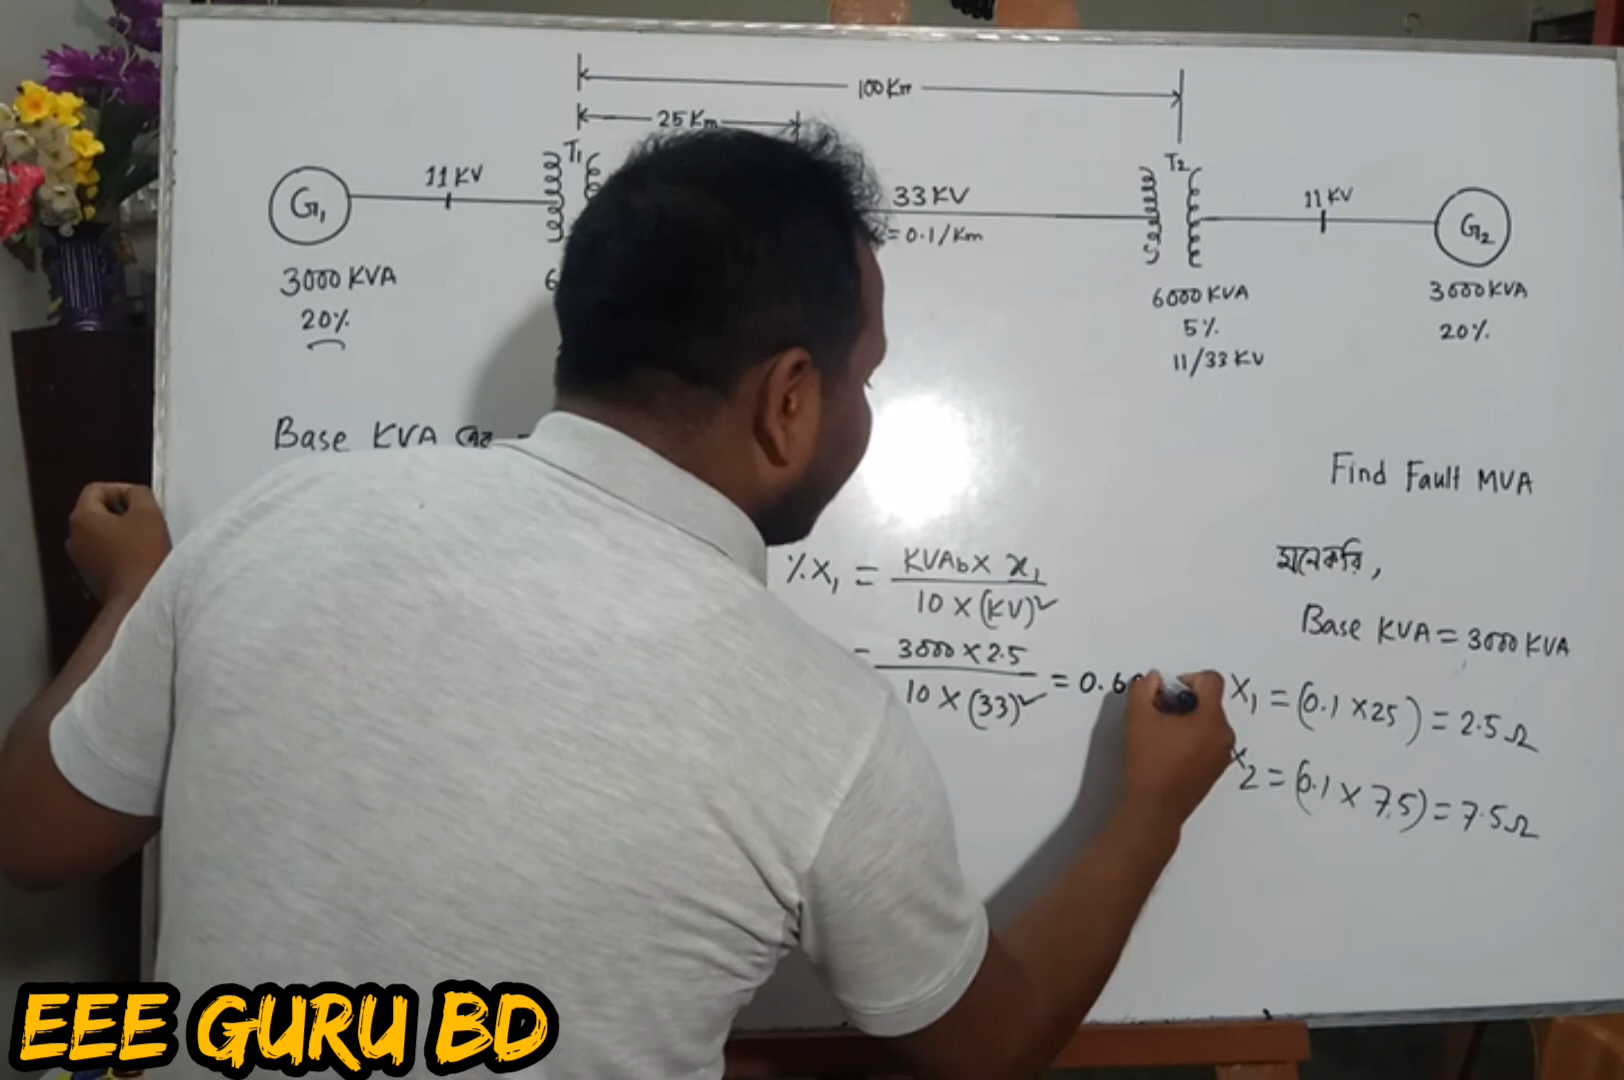 100 Km
25 Km
T₁
T₂
G₁
11 KV
33 KV
= 0.1/Km
11 KV
G₂
3000 KVA
20%
6
6000 KVA
5%
11/33 KV
3000 KVA
20%
Base KVA
Find Fault MVA
মনেকরি,
Base KVA = 3000 KVA
%X₁ = KVAb × x₁
10 × (KV)²
= 3000 × 2.5
10 × (33)²
= 0.6
X₁ = (0.1 × 25) = 2.5 Ω
X2 = (0.1 × 7.5) = 7.5 Ω
EEE GURU BD